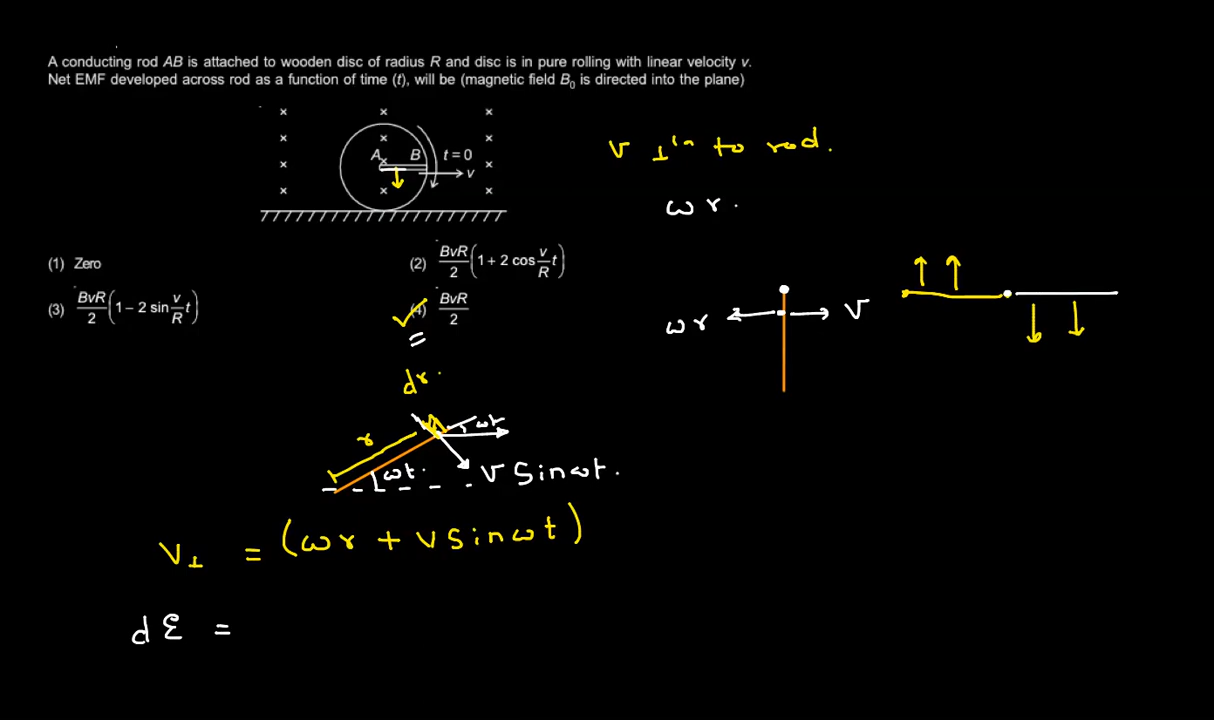 A conducting rod AB is attached to wooden disc of radius R and disc is in pure rolling with linear velocity v.
Net EMF developed across rod as a function of time (t), will be (magnetic field B₀ is directed into the plane)
× × ×
× × ×
A × B t = 0 ×
v
× × ×
v ⊥'r to rod.
ωr.
(1) Zero
(2) BvR/2 (1 + 2 cos v/R t)
(3) BvR/2 (1 – 2 sin v/R t)
(4) BvR/2
=
ωr v
dr.
r ωt
ωt. v sinωt.
v⊥ = (ωr + v sinωt)
dε =